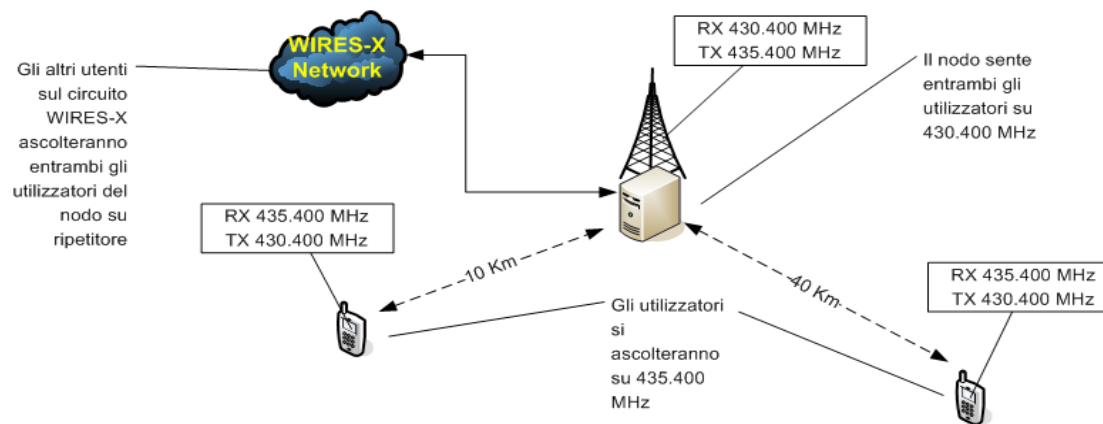 WIRES-X
Network
RX 430.400 MHz
TX 435.400 MHz
Gli altri utenti
sul circuito
WIRES-X
ascolteranno
entrambi gli
utilizzatori del
nodo su
ripetitore
Il nodo sente
entrambi gli
utilizzatori su
430.400 MHz
RX 435.400 MHz
TX 430.400 MHz
10 Km
40 Km
RX 435.400 MHz
TX 430.400 MHz
Gli utilizzatori
si
ascolteranno
su 435.400
MHz